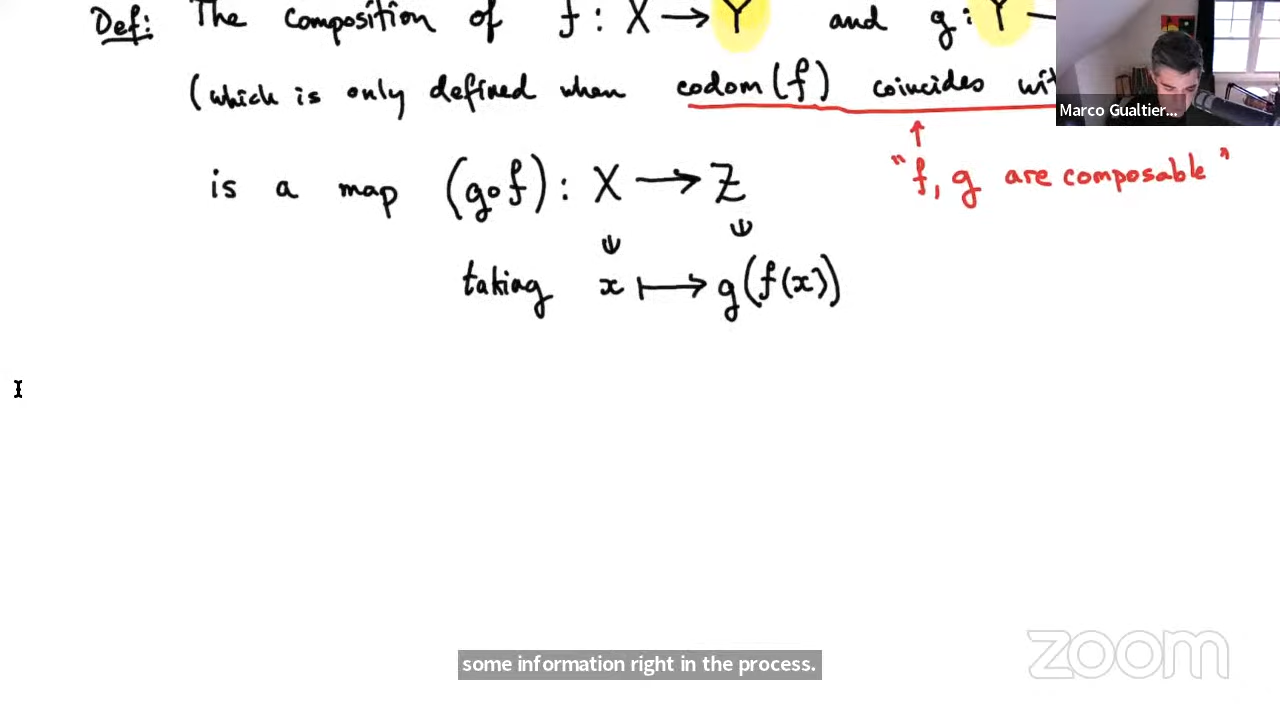 Def: The composition of f : X → Y and g : Y —
(which is only defined when codom(f) coincides wit
Marco Gualtier...
"f, g are composable"
is a map (g∘f) : X → Z
∈ ∈
taking x ↦ g(f(x))
some information right in the process.
zoom